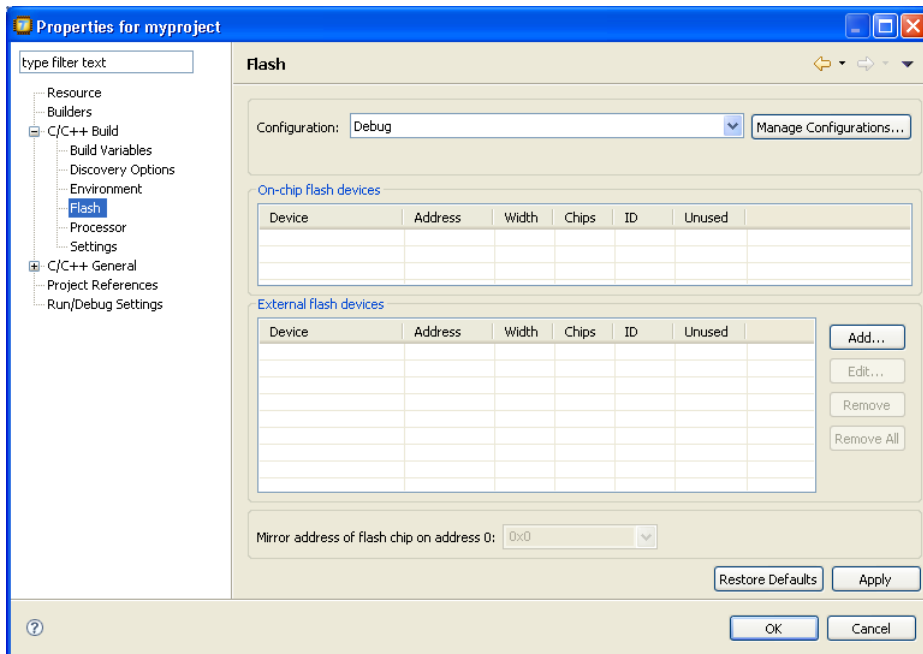 Properties for myproject
type filter text
Resource
Builders
C/C++ Build
Build Variables
Discovery Options
Environment
Flash
Processor
Settings
C/C++ General
Project References
Run/Debug Settings
Flash
Configuration: Debug Manage Configurations...
On-chip flash devices
Device Address Width Chips ID Unused
External flash devices
Device Address Width Chips ID Unused
Add...
Edit...
Remove
Remove All
Mirror address of flash chip on address 0: 0x0
Restore Defaults Apply
OK Cancel